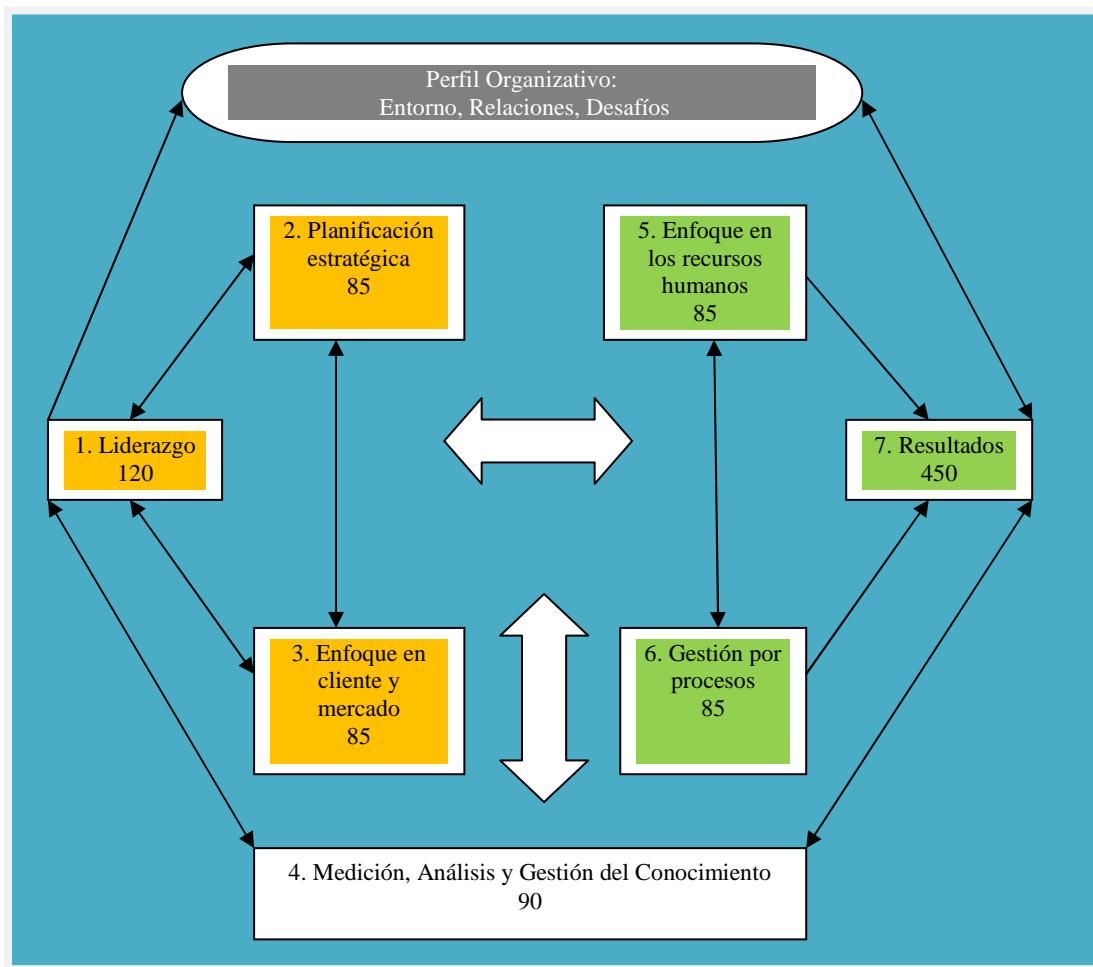 Perfil Organizativo:
Entorno, Relaciones, Desafíos
2. Planificación
estratégica
85
5. Enfoque en
los recursos
humanos
85
1. Liderazgo
120
7. Resultados
450
3. Enfoque en
cliente y
mercado
85
6. Gestión por
procesos
85
4. Medición, Análisis y Gestión del Conocimiento
90